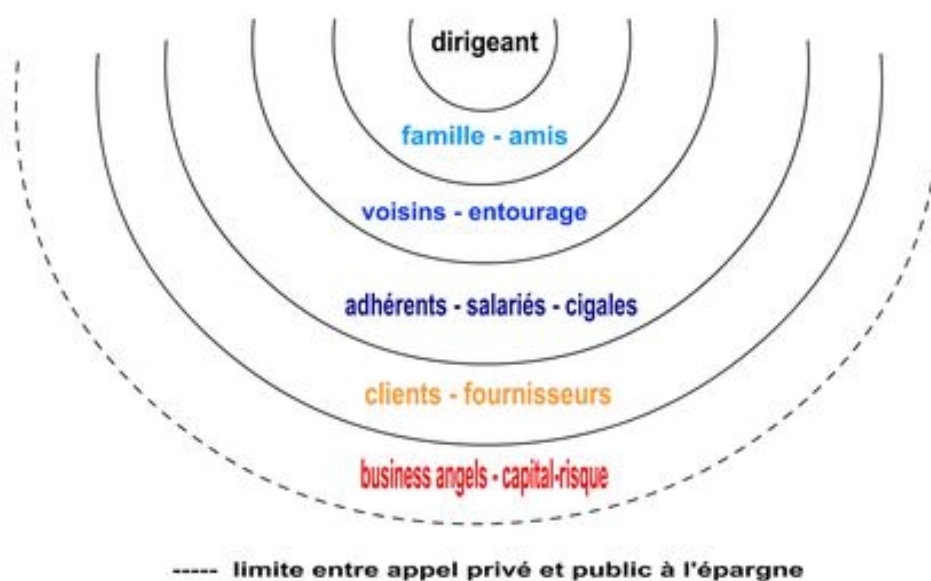 dirigeant
famille - amis
voisins - entourage
adhérents - salariés - cigales
clients - fournisseurs
business angels - capital-risque
----- limite entre appel privé et public à l'épargne